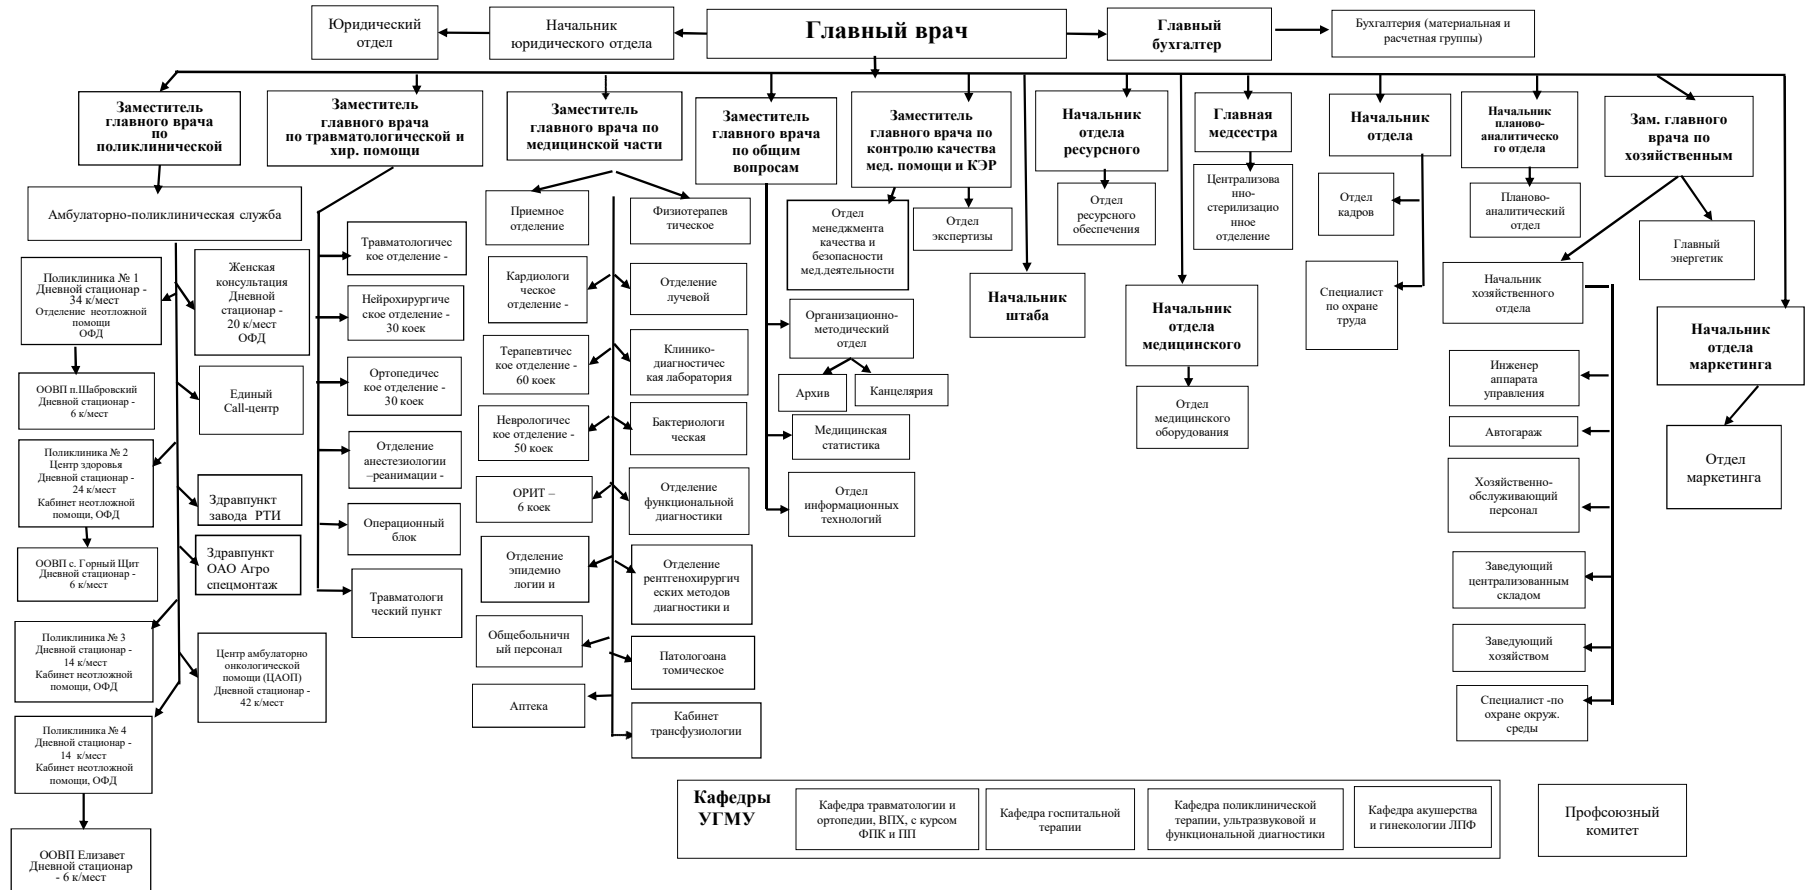 Юридический
отдел
Начальник
юридического отдела
Главный врач
Главный
бухгалтер
Бухгалтерия (материальная и
расчетная группы)
Заместитель
главного врача
по
поликлинической
Заместитель
главного врача
по травматологической и
хир. помощи
Заместитель
главного врача по
медицинской части
Заместитель
главного врача
по общим
вопросам
Заместитель
главного врача по
контролю качества
мед. помощи и КЭР
Начальник
отдела
ресурсного
Главная
медсестра
Начальник
отдела
Начальник
планово-
аналитическо
го отдела
Зам. главного
врача по
хозяйственным
Амбулаторно-поликлиническая служба
Поликлиника № 1
Дневной стационар -
34 к/мест
Отделение неотложной
помощи
ОФД
Женская
консультация
Дневной
стационар -
20 к/мест
ОФД
ООВП п.Шабровский
Дневной стационар -
6 к/мест
Единый
Call-центр
Поликлиника № 2
Центр здоровья
Дневной стационар -
24 к/мест
Кабинет неотложной
помощи, ОФД
Здравпункт
завода РТИ
ООВП с. Горный Щит
Дневной стационар -
6 к/мест
Здравпункт
ОАО Агро
спецмонтаж
Поликлиника № 3
Дневной стационар -
14 к/мест
Кабинет неотложной
помощи, ОФД
Центр амбулаторно
онкологической
помощи (ЦАОП)
Дневной стационар -
42 к/мест
Поликлиника № 4
Дневной стационар -
14 к/мест
Кабинет неотложной
помощи, ОФД
ООВП Елизавет
Дневной стационар
- 6 к/мест
Травматологичес
кое отделение -
Нейрохирургиче
ское отделение -
30 коек
Ортопедичес
кое отделение -
30 коек
Отделение
анестезиологии
–реанимации -
Операционный
блок
Травматологи
ческий пункт
Приемное
отделение
Физиотерапев
тическое
Кардиологи
ческое
отделение -
Отделение
лучевой
Терапевтичес
кое отделение -
60 коек
Клинико-
диагностичес
кая лаборатория
Неврологичес
кое отделение -
50 коек
Бактериологи
ческая
ОРИТ –
6 коек
Отделение
функциональной
диагностики
Отделение
эпидемио
логии и
Отделение
рентгенохирургич
еских методов
диагностики и
Общебольничн
ый персонал
Патологоана
томическое
Аптека
Кабинет
трансфузиологии
Организационно-
методический
отдел
Архив
Канцелярия
Медицинская
статистика
Отдел
информационных
технологий
Отдел
менеджмента
качества и
безопасности
мед.деятельности
Отдел
экспертизы
Начальник
штаба
Отдел
ресурсного
обеспечения
Начальник
отдела
медицинского
Отдел
медицинского
оборудования
Централизова
нно-
стерилизацио
нное отделение
Отдел
кадров
Специалист
по охране
труда
Планово-
аналитический
отдел
Главный
энергетик
Начальник
хозяйственного
отдела
Инженер
аппарата
управления
Автогараж
Хозяйственно-
обслуживающий
персонал
Заведующий
централизованным
складом
Заведующий
хозяйством
Специалист -по
охране окруж.
среды
Начальник
отдела
маркетинга
Отдел
маркетинга
Кафедры
УГМУ
Кафедра травматологии и
ортопедии, ВПХ, с курсом
ФПК и ПП
Кафедра госпитальной
терапии
Кафедра поликлинической
терапии, ультразвуковой и
функциональной диагностики
Кафедра акушерства
и гинекологии ЛПФ
Профсоюзный
комитет